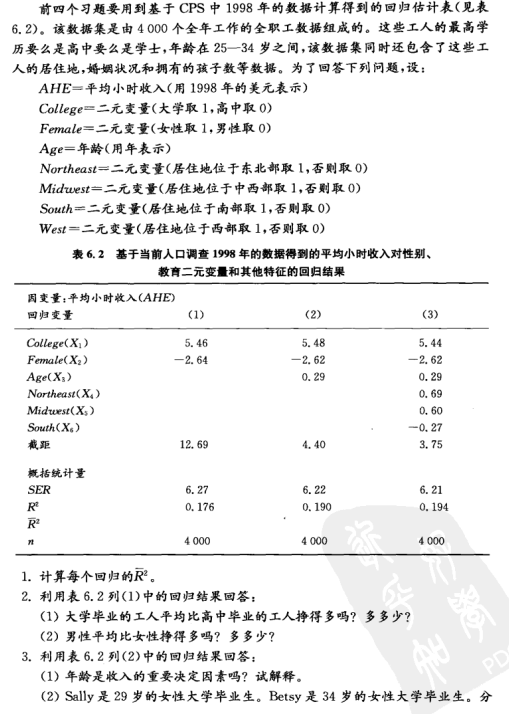 前四个习题要用到基于 CPS 中 1998 年的数据计算得到的回归估计表(见表
6.2)。该数据集是由 4 000 个全年工作的全职工数据组成的。这些工人的最高学
历要么是高中要么是学士,年龄在 25—34 岁之间,该数据集同时还包含了这些工
人的居住地,婚姻状况和拥有的孩子数等数据。为了回答下列问题,设:
AHE=平均小时收入(用 1998 年的美元表示)
College=二元变量(大学取 1,高中取 0)
Female=二元变量(女性取 1,男性取 0)
Age=年龄(用年表示)
Northeast=二元变量(居住地位于东北部取 1,否则取 0)
Midwest=二元变量(居住地位于中西部取 1,否则取 0)
South=二元变量(居住地位于南部取 1,否则取 0)
West=二元变量(居住地位于西部取 1,否则取 0)
表 6.2 基于当前人口调查 1998 年的数据得到的平均小时收入对性别、
教育二元变量和其他特征的回归结果
因变量:平均小时收入(AHE)
回归变量 (1) (2) (3)
College(X₁) 5.46 5.48 5.44
Female(X₂) −2.64 −2.62 −2.62
Age(X₃) 0.29 0.29
Northeast(X₄) 0.69
Midwest(X₅) 0.60
South(X₆) −0.27
截距 12.69 4.40 3.75
概括统计量
SER 6.27 6.22 6.21
R² 0.176 0.190 0.194
R̄²
n 4 000 4 000 4 000
1. 计算每个回归的R̄²。
2. 利用表 6.2 列(1)中的回归结果回答:
(1) 大学毕业的工人平均比高中毕业的工人挣得多吗? 多多少?
(2) 男性平均比女性挣得多吗? 多多少?
3. 利用表 6.2 列(2)中的回归结果回答:
(1) 年龄是收入的重要决定因素吗? 试解释。
(2) Sally 是 29 岁的女性大学毕业生。Betsy 是 34 岁的女性大学毕业生。分
PD